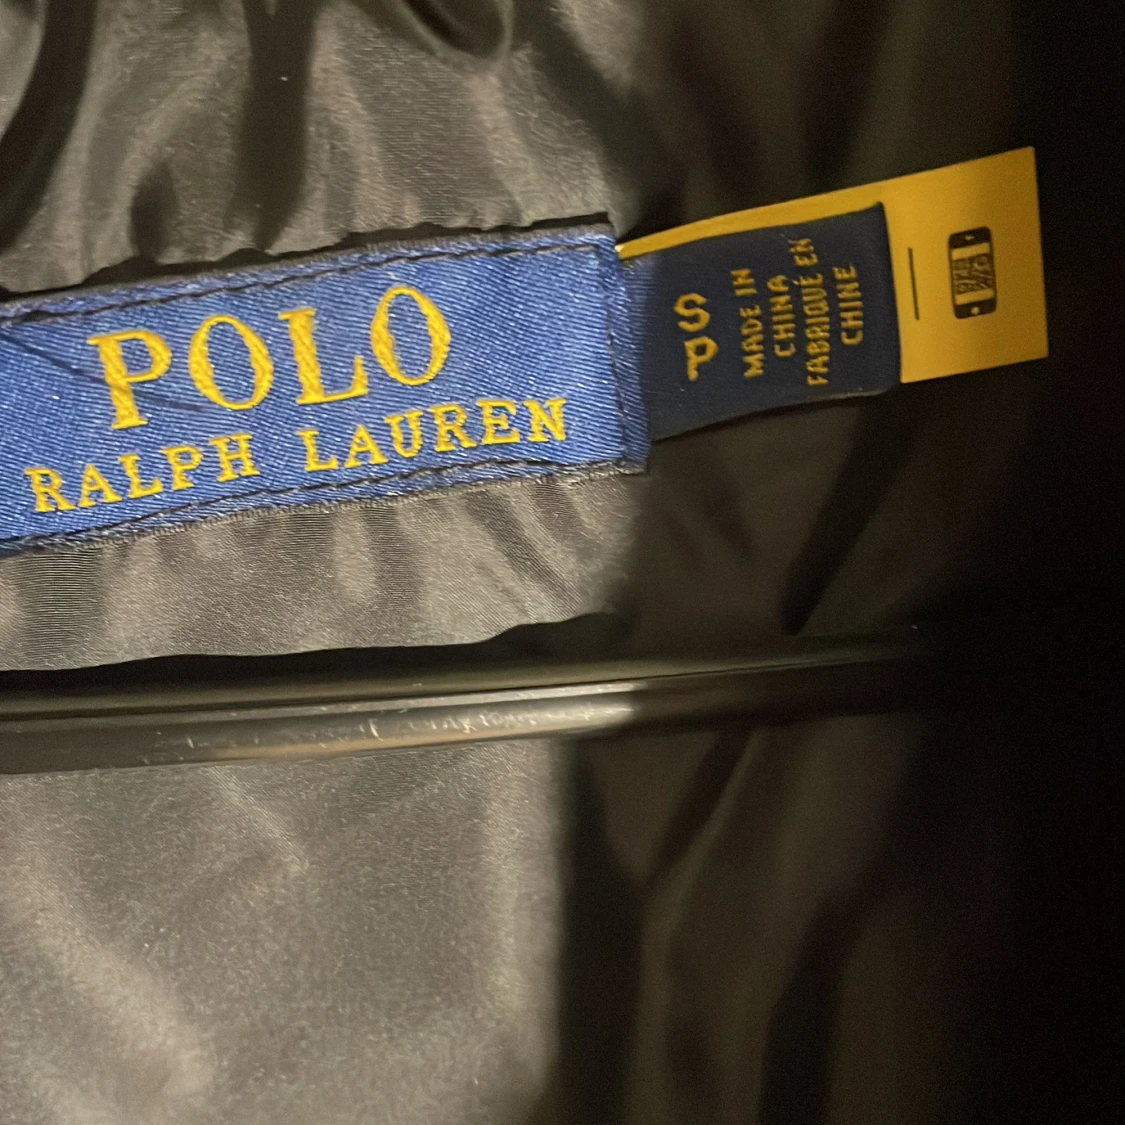 POLO
RALPH LAUREN
S
P
MADE IN
CHINA
FABRIQUÉ EN
CHINE